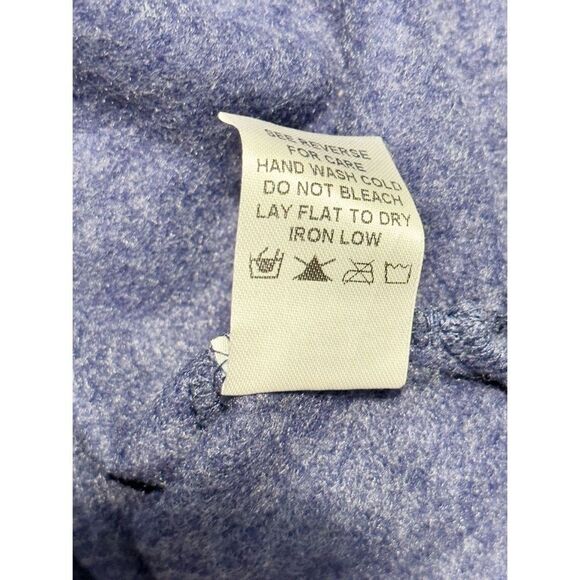 SEE REVERSE
FOR CARE
HAND WASH COLD
DO NOT BLEACH
LAY FLAT TO DRY
IRON LOW